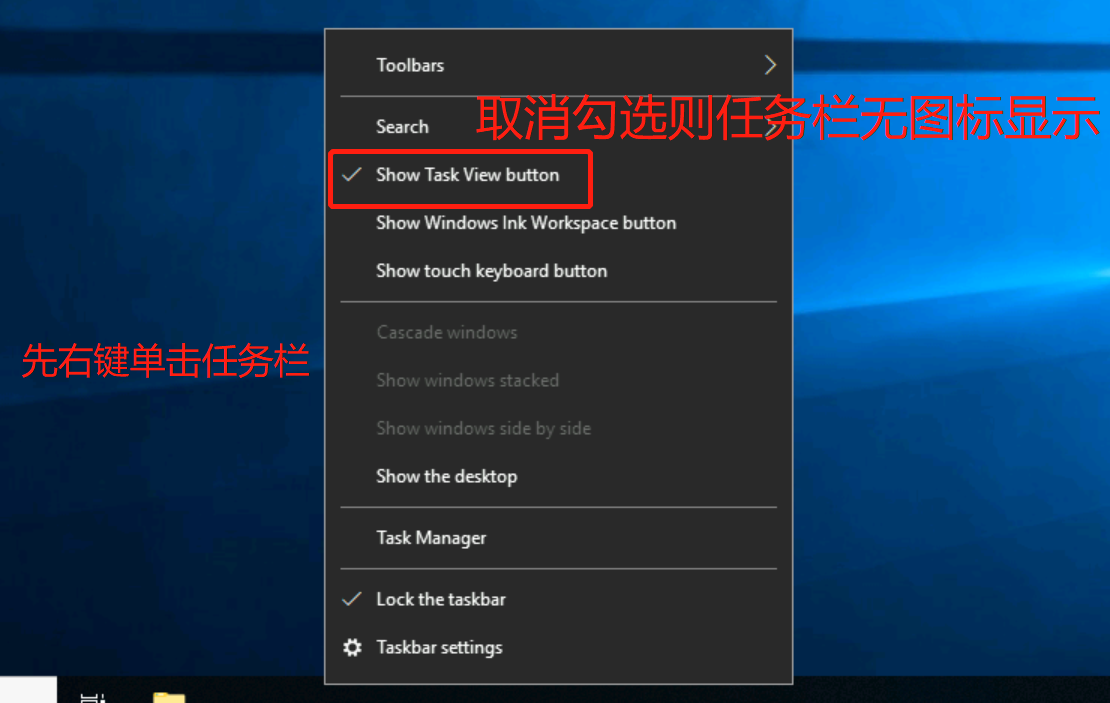 Toolbars
取消勾选则任务栏无图标显示
Search
Show Task View button
Show Windows Ink Workspace button
Show touch keyboard button
先右键单击任务栏
Cascade windows
Show windows stacked
Show windows side by side
Show the desktop
Task Manager
Lock the taskbar
Taskbar settings